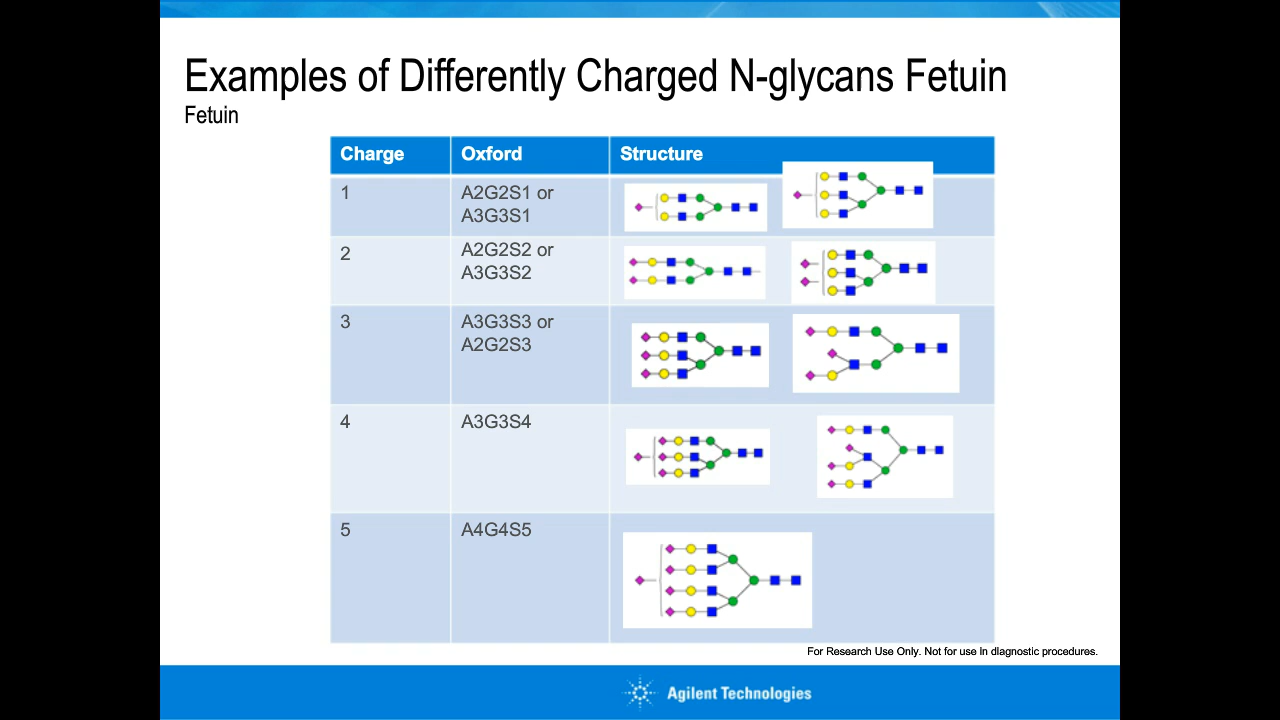 Examples of Differently Charged N-glycans Fetuin
Fetuin
Charge Oxford Structure
1 A2G2S1 or
A3G3S1
2 A2G2S2 or
A3G3S2
3 A3G3S3 or
A2G2S3
4 A3G3S4
5 A4G4S5
For Research Use Only. Not for use in diagnostic procedures.
Agilent Technologies